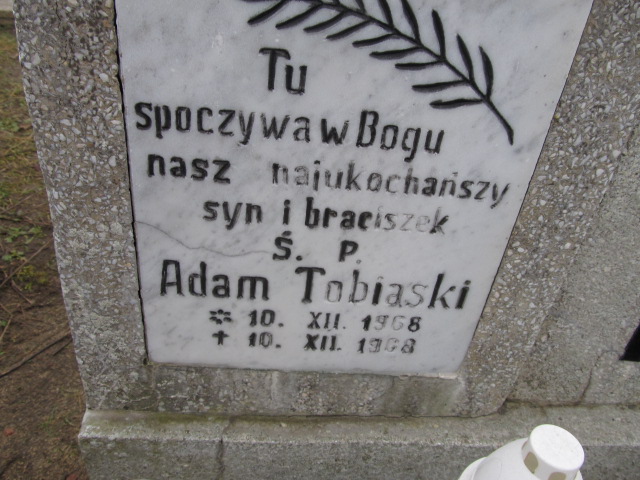 Tu
spoczywa w Bogu
nasz najukochańszy
syn i braciszek
Ś. P.
Adam Tobiaski
* 10. XII. 1968
✝ 10. XII. 1968